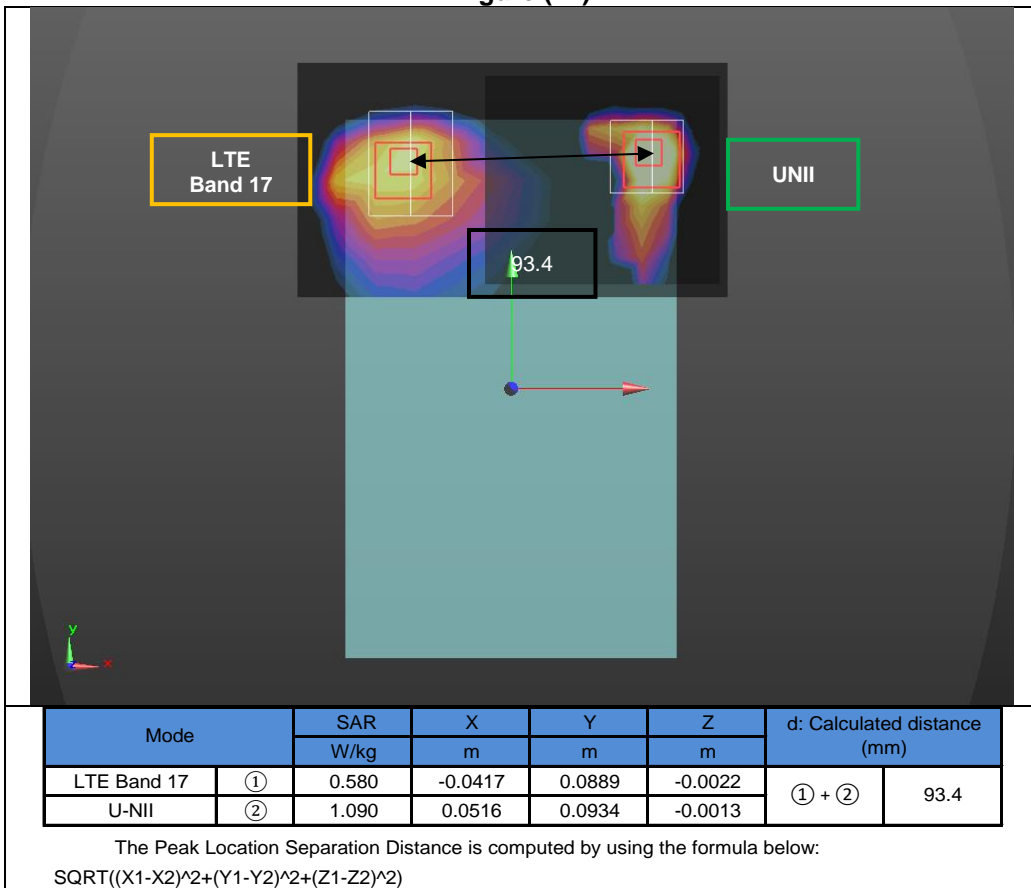 LTE
Band 17
UNII
93.4
y
x
Mode SAR X Y Z d: Calculated distance
(mm)
W/kg m m m
LTE Band 17 ① 0.580 -0.0417 0.0889 -0.0022 ① + ② 93.4
U-NII ② 1.090 0.0516 0.0934 -0.0013
The Peak Location Separation Distance is computed by using the formula below:
SQRT((X1-X2)^2+(Y1-Y2)^2+(Z1-Z2)^2)